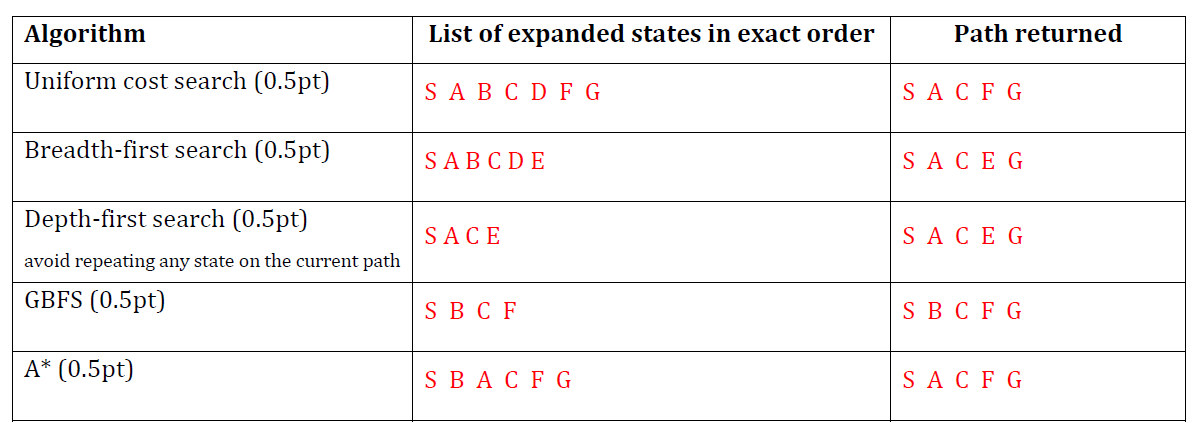 Algorithm List of expanded states in exact order Path returned
Uniform cost search (0.5pt) S A B C D F G S A C F G
Breadth-first search (0.5pt) S A B C D E S A C E G
Depth-first search (0.5pt) S A C E S A C E G
avoid repeating any state on the current path
GBFS (0.5pt) S B C F S B C F G
A* (0.5pt) S B A C F G S A C F G